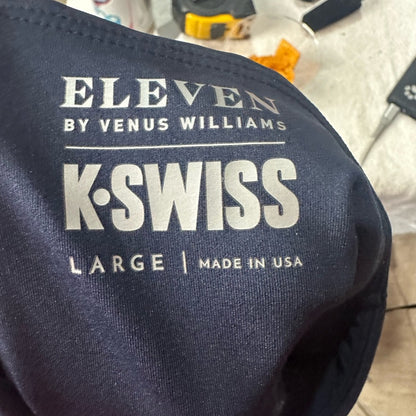 ELEVEN
BY VENUS WILLIAMS
K·SWISS
LARGE | MADE IN USA